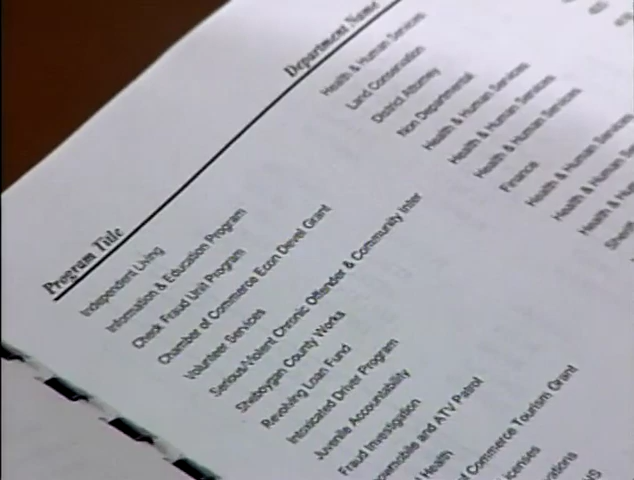 Program Title Department Name
Independent Living Health & Human Services
Information & Education Program Land Conservation
Check Fraud Unit Program District Attorney
Chamber of Commerce Econ Devel Grant Non Departmental
Volunteer Services Health & Human Services
Serious/Violent Chronic Offender & Community Inter Health & Human Services
Sheboygan County Works Health & Human Services
Revolving Loan Fund Finance
Intoxicated Driver Program Health & Human Services
Juvenile Accountability Health & Human
Fraud Investigation Health &
and ATV Patrol
Health
Commerce Tourism Grant